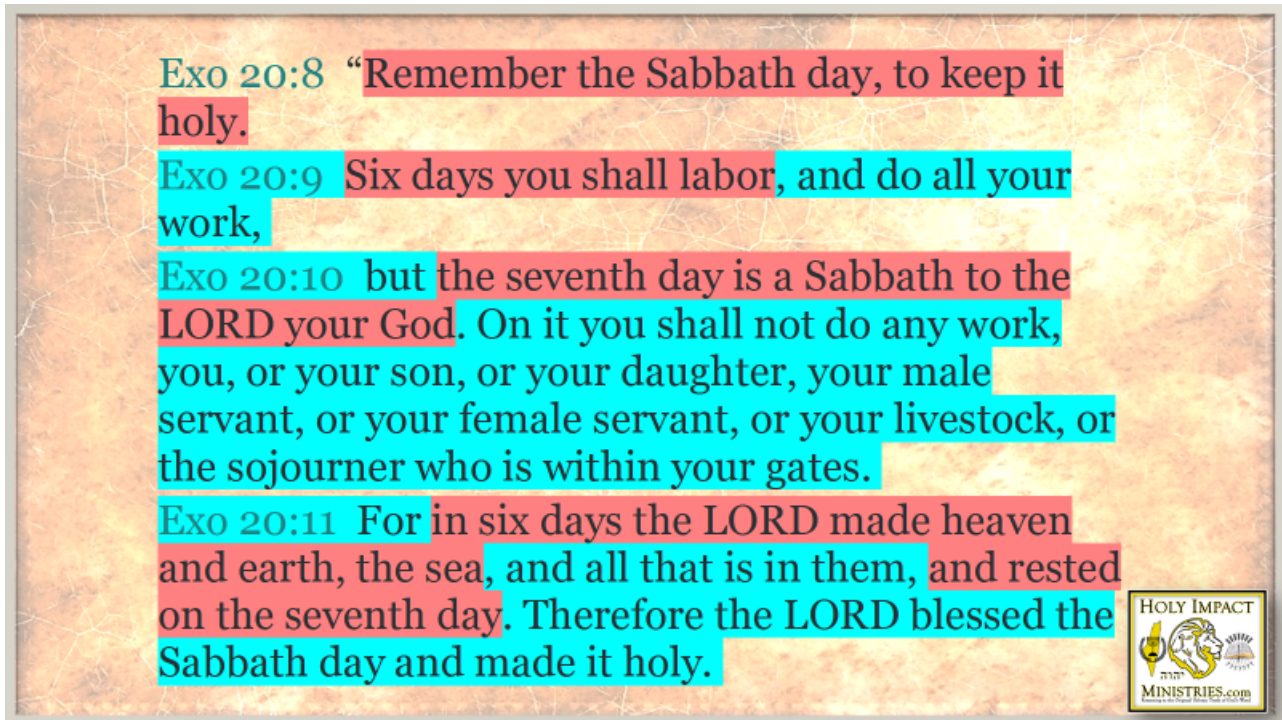 Exo 20:8 “Remember the Sabbath day, to keep it
holy.
Exo 20:9 Six days you shall labor, and do all your
work,
Exo 20:10 but the seventh day is a Sabbath to the
LORD your God. On it you shall not do any work,
you, or your son, or your daughter, your male
servant, or your female servant, or your livestock, or
the sojourner who is within your gates.
Exo 20:11 For in six days the LORD made heaven
and earth, the sea, and all that is in them, and rested
on the seventh day. Therefore the LORD blessed the
Sabbath day and made it holy.
HOLY IMPACT
יהוה
MINISTRIES.com